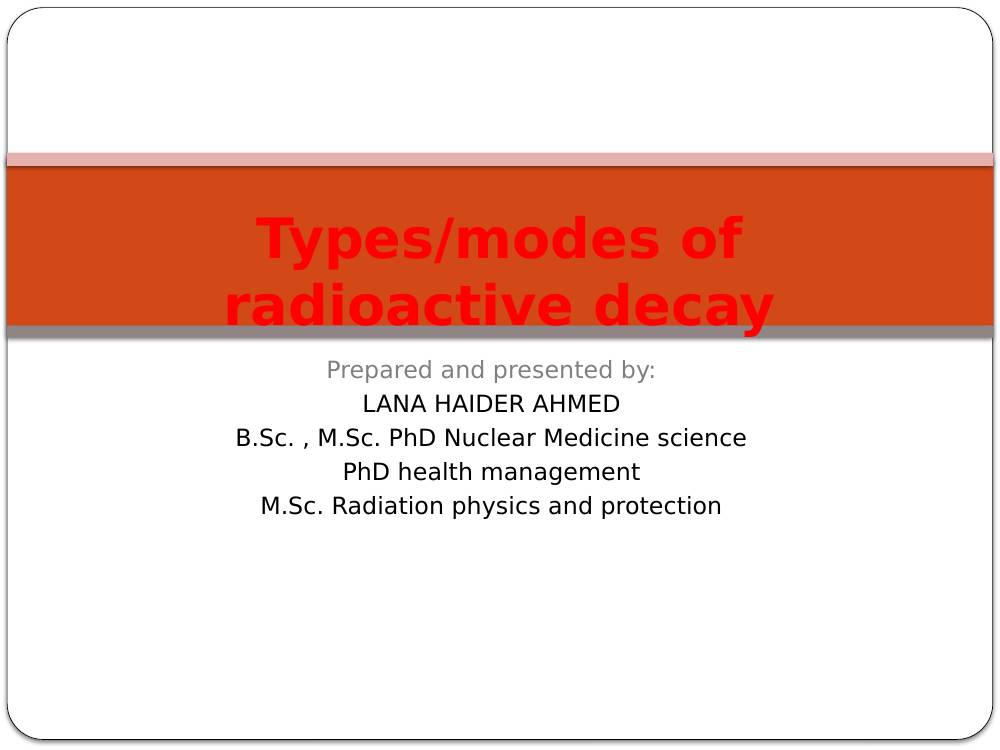 Types/modes of
radioactive decay
Prepared and presented by:
LANA HAIDER AHMED
B.Sc. , M.Sc. PhD Nuclear Medicine science
PhD health management
M.Sc. Radiation physics and protection